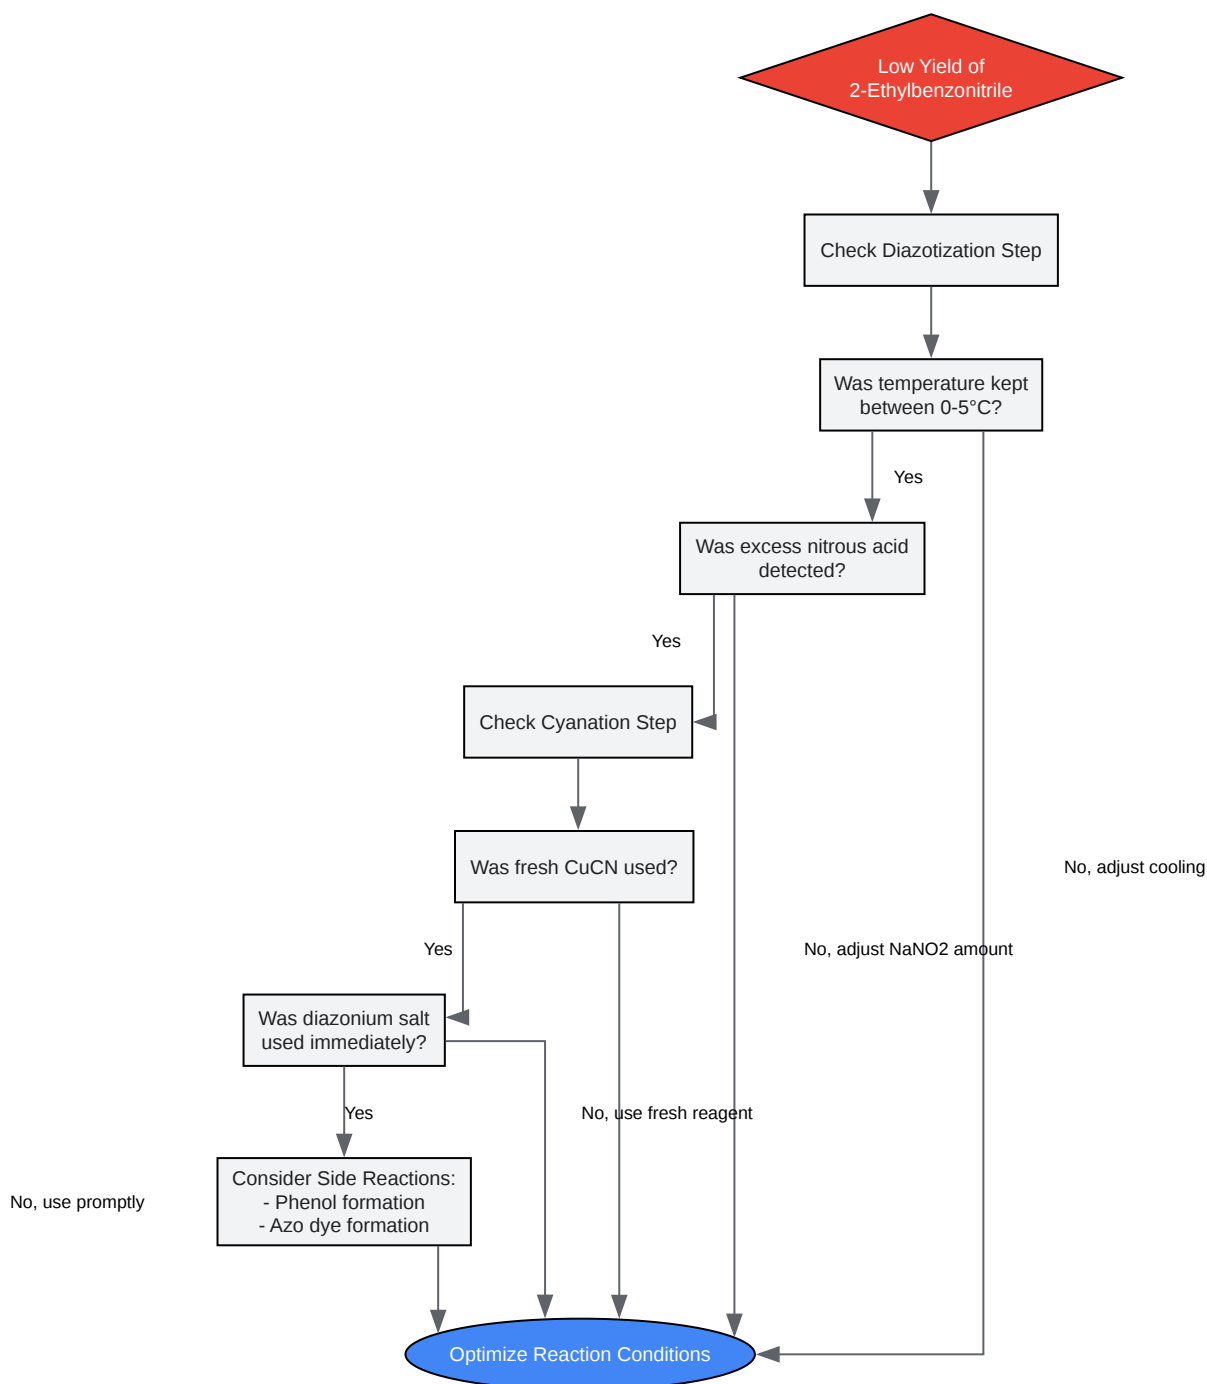 Low Yield of
2-Ethylbenzonitrile
Check Diazotization Step
Was temperature kept
between 0-5°C?
Yes
Was excess nitrous acid
detected?
Yes
Check Cyanation Step
Was fresh CuCN used?
No, adjust cooling
Yes
No, adjust NaNO2 amount
Was diazonium salt
used immediately?
Yes
No, use fresh reagent
Consider Side Reactions:
- Phenol formation
- Azo dye formation
No, use promptly
Optimize Reaction Conditions